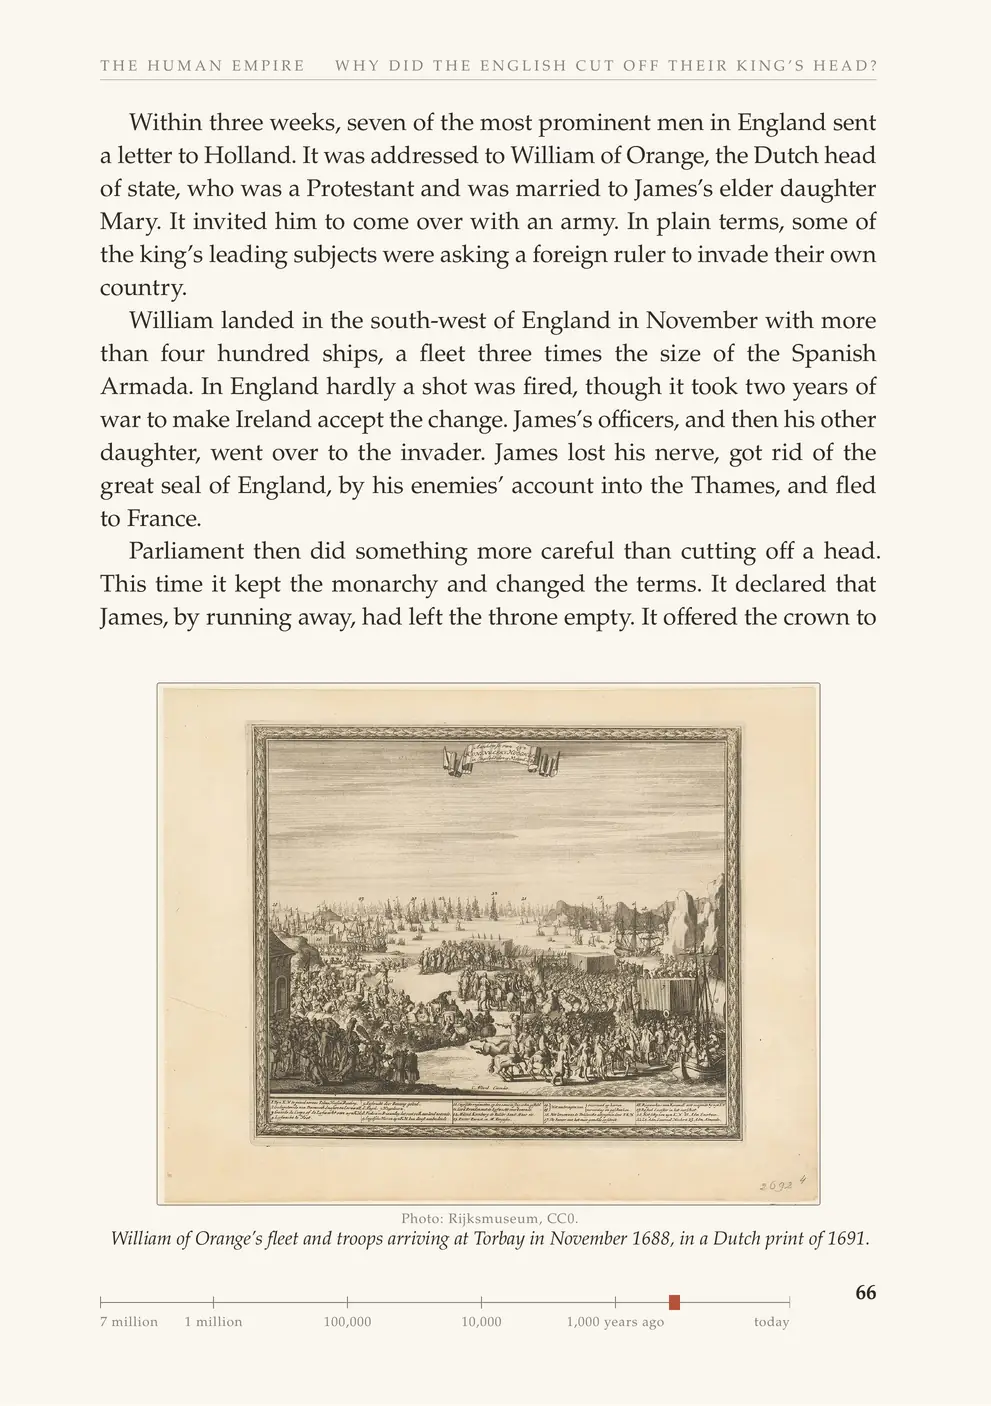 THE HUMAN EMPIRE WHY DID THE ENGLISH CUT OFF THEIR KING’S HEAD?
Within three weeks, seven of the most prominent men in England sent
a letter to Holland. It was addressed to William of Orange, the Dutch head
of state, who was a Protestant and was married to James’s elder daughter
Mary. It invited him to come over with an army. In plain terms, some of
the king’s leading subjects were asking a foreign ruler to invade their own
country.
William landed in the south-west of England in November with more
than four hundred ships, a fleet three times the size of the Spanish
Armada. In England hardly a shot was fired, though it took two years of
war to make Ireland accept the change. James’s officers, and then his other
daughter, went over to the invader. James lost his nerve, got rid of the
great seal of England, by his enemies’ account into the Thames, and fled
to France.
Parliament then did something more careful than cutting off a head.
This time it kept the monarchy and changed the terms. It declared that
James, by running away, had left the throne empty. It offered the crown to
2692 4
Photo: Rijksmuseum, CC0.
William of Orange’s fleet and troops arriving at Torbay in November 1688, in a Dutch print of 1691.
66
7 million 1 million 100,000 10,000 1,000 years ago today